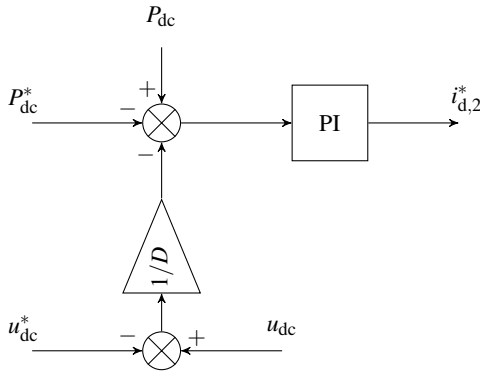 P_dc
+
P*_dc
−
PI
i*_d,2
−
1/D
u*_dc
−
+
u_dc